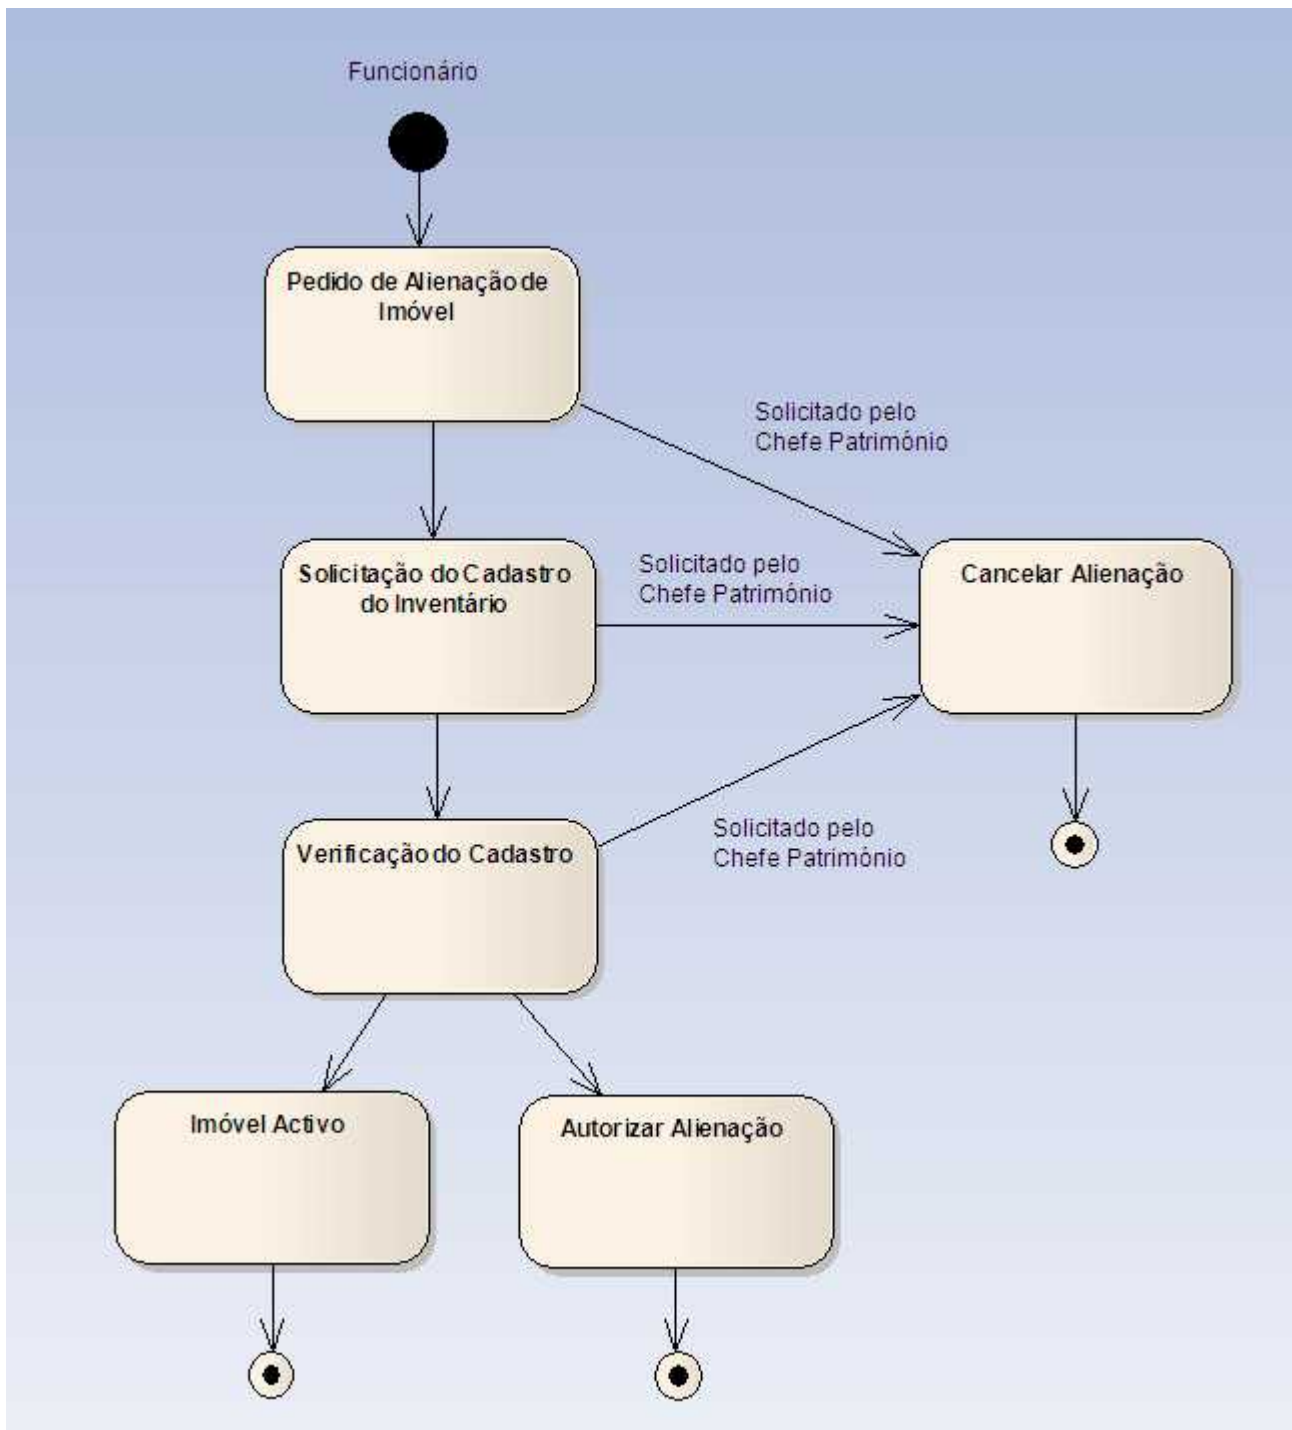 Funcionário
Pedido de Alienação de
Imóvel
Solicitado pelo
Chefe Património
Solicitação do Cadastro
do Inventário
Solicitado pelo
Chefe Património
Cancelar Alienação
Verificação do Cadastro
Solicitado pelo
Chefe Património
Imóvel Activo
Autorizar Alienação